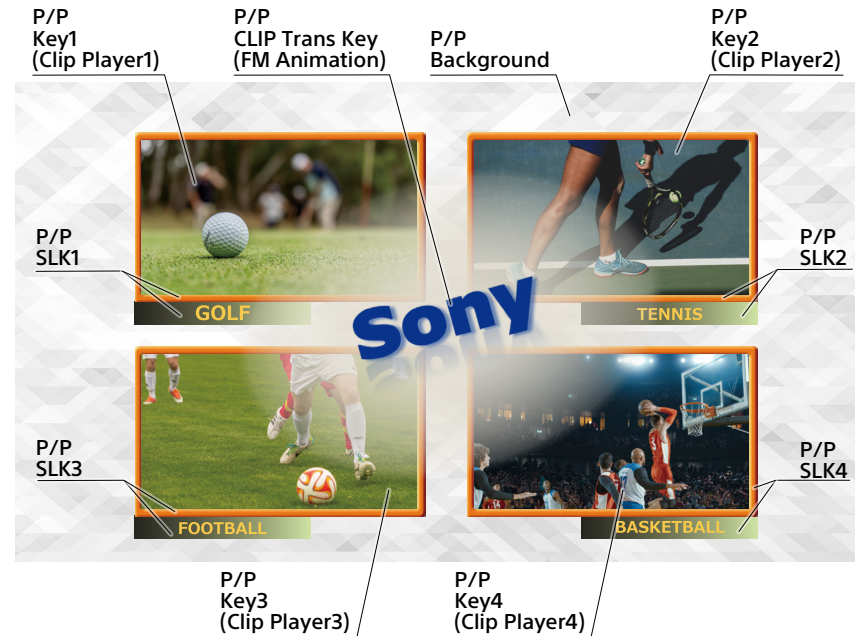 P/P
Key1
(Clip Player1)
P/P
CLIP Trans Key
(FM Animation)
P/P
Background
P/P
Key2
(Clip Player2)
P/P
SLK1
P/P
SLK2
GOLF
TENNIS
Sony
P/P
SLK3
P/P
SLK4
FOOTBALL
BASKETBALL
P/P
Key3
(Clip Player3)
P/P
Key4
(Clip Player4)